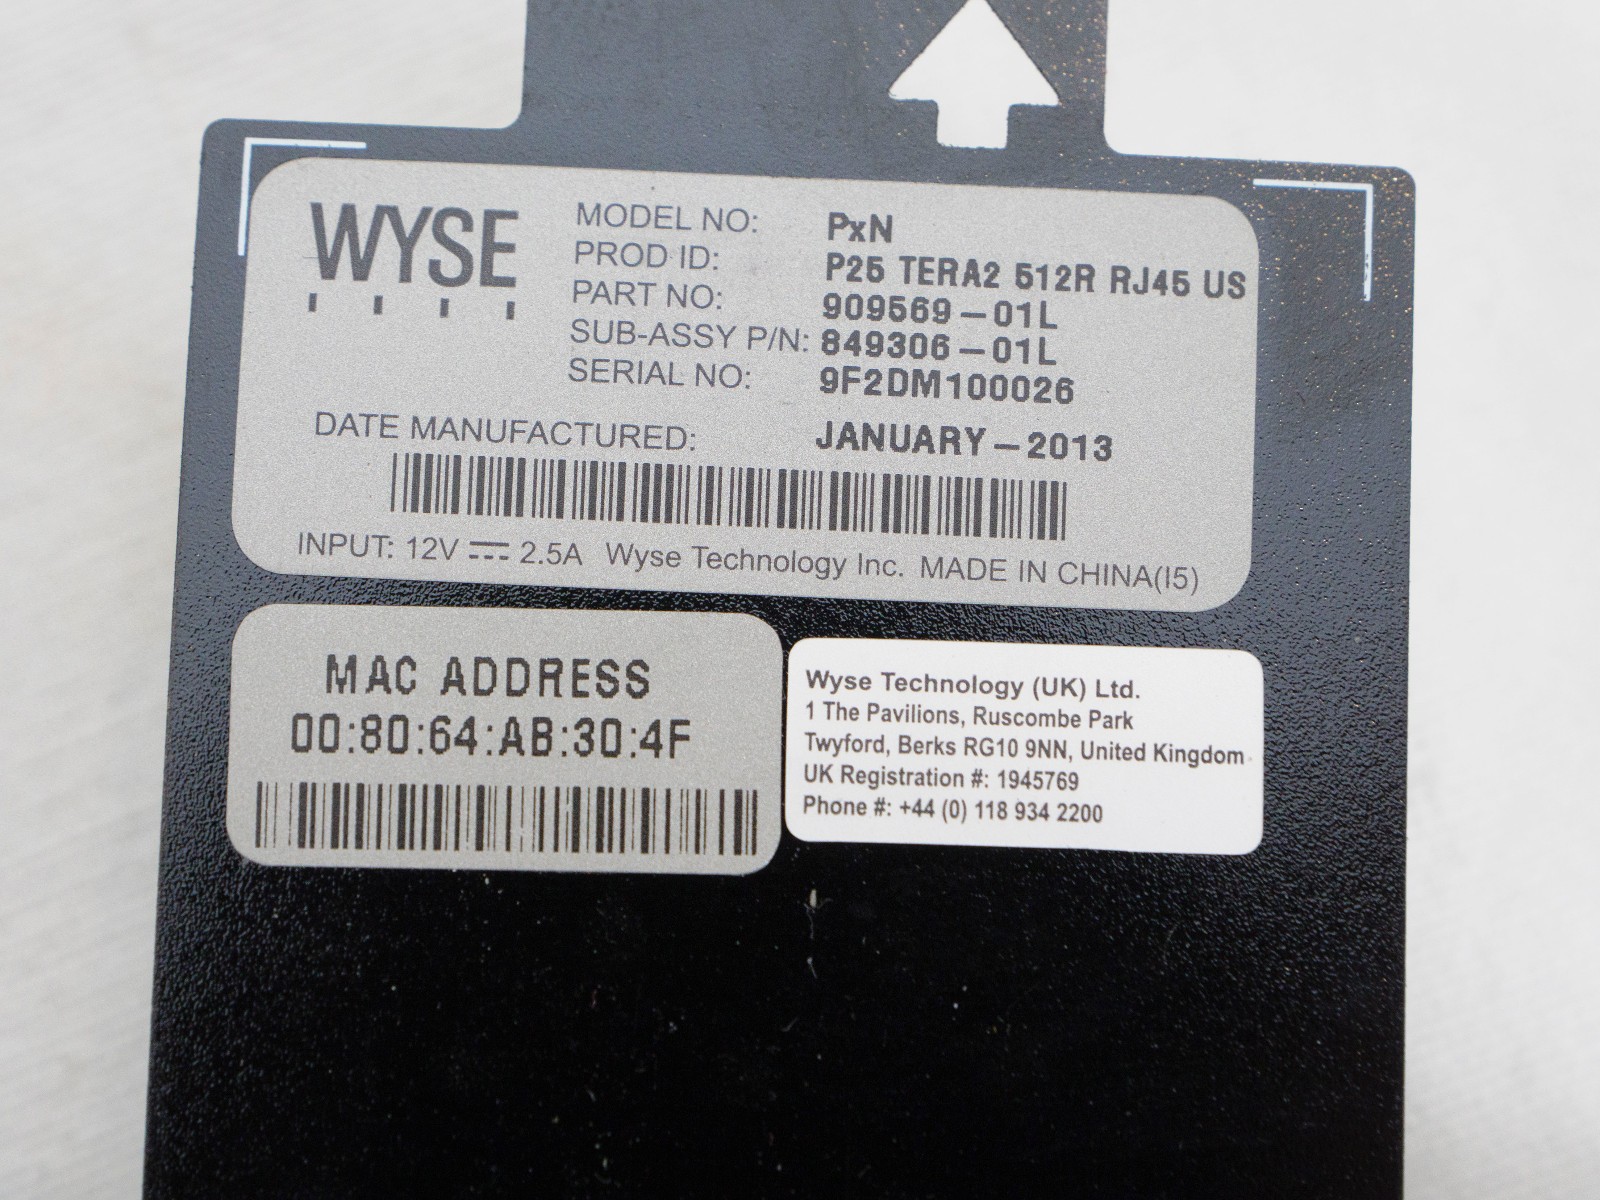 WYSE
MODEL NO: PxN
PROD ID: P25 TERA2 512R RJ45 US
PART NO: 909569-01L
SUB-ASSY P/N: 849306-01L
SERIAL NO: 9F2DM100026
DATE MANUFACTURED: JANUARY-2013
INPUT: 12V ⎓ 2.5A Wyse Technology Inc. MADE IN CHINA(I5)
MAC ADDRESS
00:80:64:AB:30:4F
Wyse Technology (UK) Ltd.
1 The Pavilions, Ruscombe Park
Twyford, Berks RG10 9NN, United Kingdom
UK Registration #: 1945769
Phone #: +44 (0) 118 934 2200